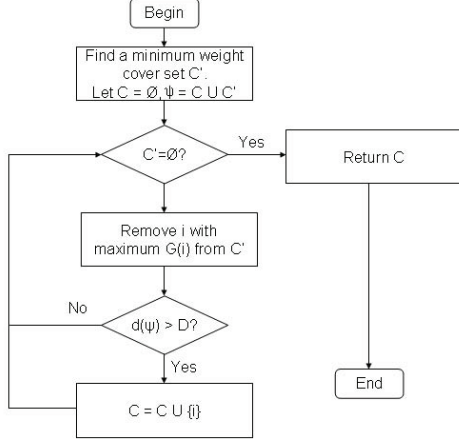 Begin
Find a minimum weight
cover set C'.
Let C = Ø, ψ = C U C'
C'=Ø?
Yes
Return C
Remove i with
maximum G(i) from C'
No
d(ψ) > D?
Yes
End
C = C U {i}